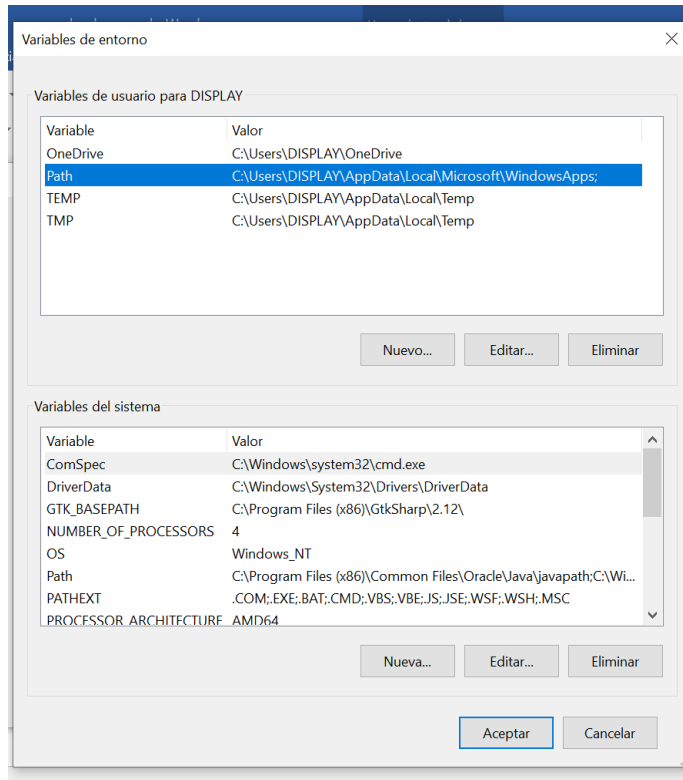 Variables de entorno
Variables de usuario para DISPLAY
Variable Valor
OneDrive C:\Users\DISPLAY\OneDrive
Path C:\Users\DISPLAY\AppData\Local\Microsoft\WindowsApps;
TEMP C:\Users\DISPLAY\AppData\Local\Temp
TMP C:\Users\DISPLAY\AppData\Local\Temp
Nuevo... Editar... Eliminar
Variables del sistema
Variable Valor
ComSpec C:\Windows\system32\cmd.exe
DriverData C:\Windows\System32\Drivers\DriverData
GTK_BASEPATH C:\Program Files (x86)\GtkSharp\2.12\
NUMBER_OF_PROCESSORS 4
OS Windows_NT
Path C:\Program Files (x86)\Common Files\Oracle\Java\javapath;C:\Wi...
PATHEXT .COM;.EXE;.BAT;.CMD;.VBS;.VBE;.JS;.JSE;.WSF;.WSH;.MSC
PROCESSOR_ARCHITECTURE AMD64
Nueva... Editar... Eliminar
Aceptar Cancelar